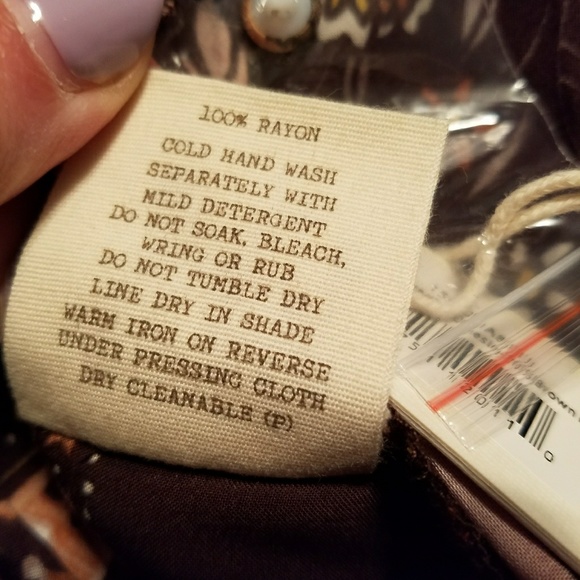 100% RAYON
COLD HAND WASH
SEPARATELY WITH
MILD DETERGENT
DO NOT SOAK, BLEACH,
WRING OR RUB
DO NOT TUMBLE DRY
LINE DRY IN SHADE
WARM IRON ON REVERSE
UNDER PRESSING CLOTH
DRY CLEANABLE (P)